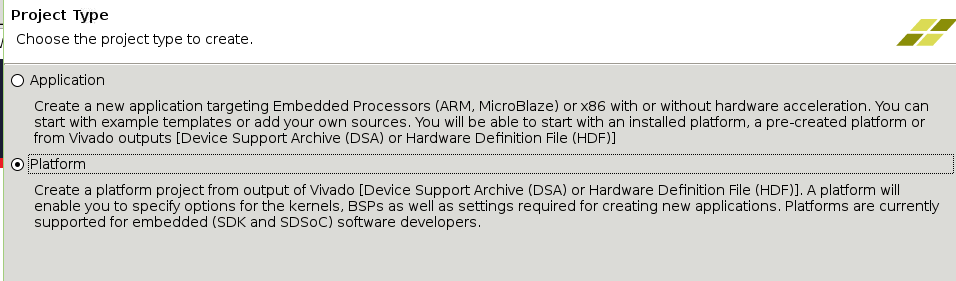 Project Type
Choose the project type to create.
Application
Create a new application targeting Embedded Processors (ARM, MicroBlaze) or x86 with or without hardware acceleration. You can
start with example templates or add your own sources. You will be able to start with an installed platform, a pre-created platform or
from Vivado outputs [Device Support Archive (DSA) or Hardware Definition File (HDF)]
Platform
Create a platform project from output of Vivado [Device Support Archive (DSA) or Hardware Definition File (HDF)]. A platform will
enable you to specify options for the kernels, BSPs as well as settings required for creating new applications. Platforms are currently
supported for embedded (SDK and SDSoC) software developers.